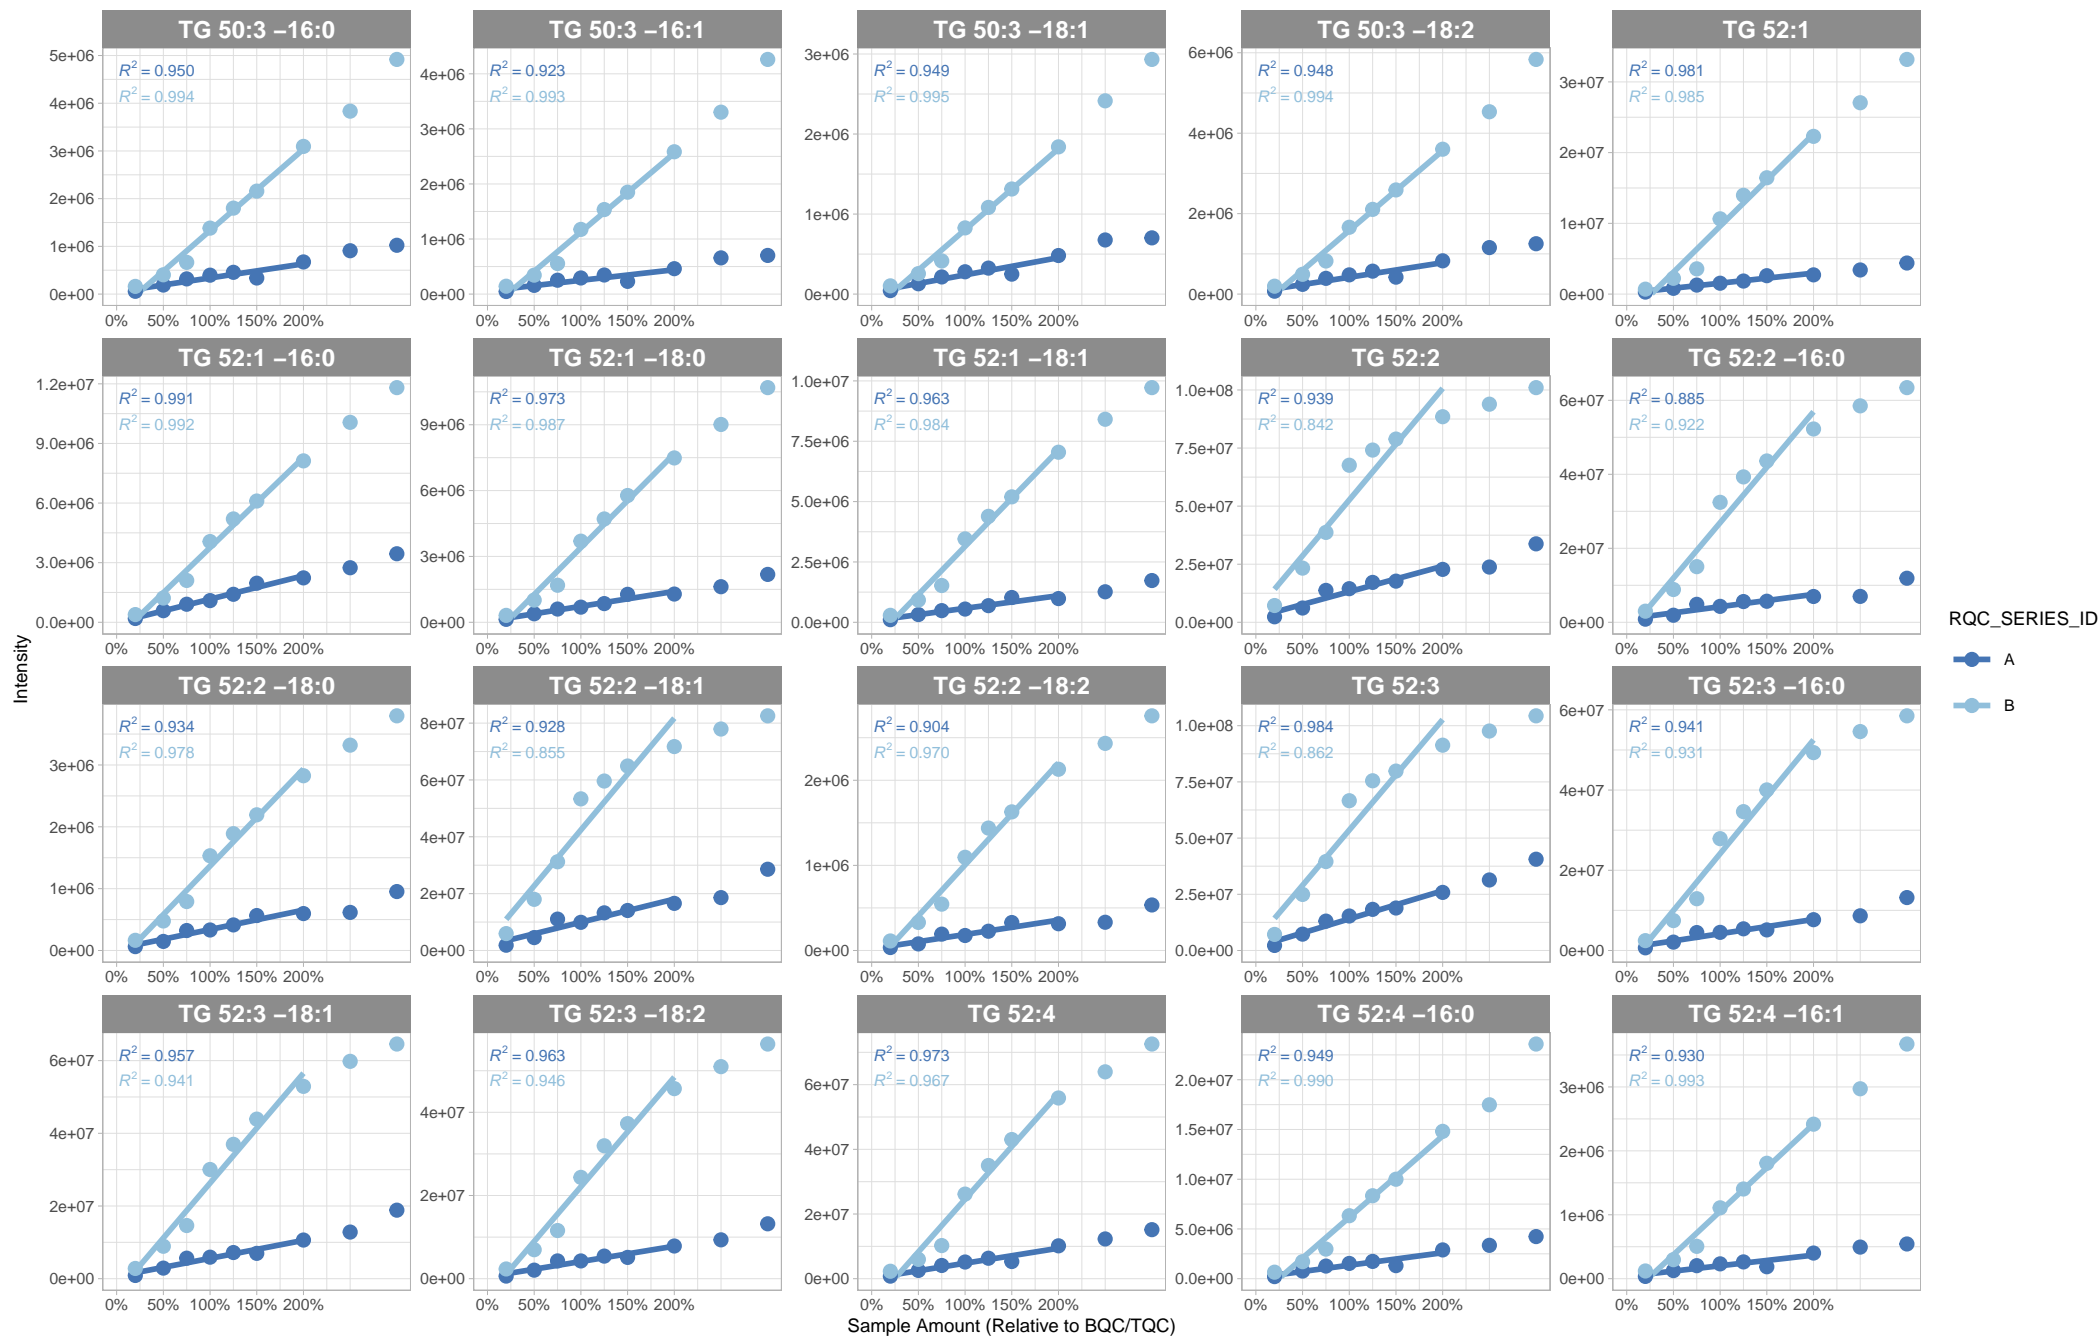 TG 50:3 –16:0 TG 50:3 –16:1 TG 50:3 –18:1 TG 50:3 –18:2 TG 52:1
5e+06
4e+06
3e+06
2e+06
1e+06
0e+00
R² = 0.950
R² = 0.994
0% 50% 100% 150% 200%
4e+06
3e+06
2e+06
1e+06
0e+00
R² = 0.923
R² = 0.993
0% 50% 100% 150% 200%
3e+06
2e+06
1e+06
0e+00
R² = 0.949
R² = 0.995
0% 50% 100% 150% 200%
6e+06
4e+06
2e+06
0e+00
R² = 0.948
R² = 0.994
0% 50% 100% 150% 200%
3e+07
2e+07
1e+07
0e+00
R² = 0.981
R² = 0.985
0% 50% 100% 150% 200%
TG 52:1 –16:0 TG 52:1 –18:0 TG 52:1 –18:1 TG 52:2 TG 52:2 –16:0
1.2e+07
9.0e+06
6.0e+06
3.0e+06
0.0e+00
R² = 0.991
R² = 0.992
0% 50% 100% 150% 200%
9e+06
6e+06
3e+06
0e+00
R² = 0.973
R² = 0.987
0% 50% 100% 150% 200%
1.0e+07
7.5e+06
5.0e+06
2.5e+06
0.0e+00
R² = 0.963
R² = 0.984
0% 50% 100% 150% 200%
1.0e+08
7.5e+07
5.0e+07
2.5e+07
0.0e+00
R² = 0.939
R² = 0.842
0% 50% 100% 150% 200%
6e+07
4e+07
2e+07
0e+00
R² = 0.885
R² = 0.922
0% 50% 100% 150% 200%
TG 52:2 –18:0 TG 52:2 –18:1 TG 52:2 –18:2 TG 52:3 TG 52:3 –16:0
3e+06
2e+06
1e+06
0e+00
R² = 0.934
R² = 0.978
0% 50% 100% 150% 200%
8e+07
6e+07
4e+07
2e+07
0e+00
R² = 0.928
R² = 0.855
0% 50% 100% 150% 200%
2e+06
1e+06
0e+00
R² = 0.904
R² = 0.970
0% 50% 100% 150% 200%
1.0e+08
7.5e+07
5.0e+07
2.5e+07
0.0e+00
R² = 0.984
R² = 0.862
0% 50% 100% 150% 200%
6e+07
4e+07
2e+07
0e+00
R² = 0.941
R² = 0.931
0% 50% 100% 150% 200%
TG 52:3 –18:1 TG 52:3 –18:2 TG 52:4 TG 52:4 –16:0 TG 52:4 –16:1
6e+07
4e+07
2e+07
0e+00
R² = 0.957
R² = 0.941
0% 50% 100% 150% 200%
4e+07
2e+07
0e+00
R² = 0.963
R² = 0.946
0% 50% 100% 150% 200%
6e+07
4e+07
2e+07
0e+00
R² = 0.973
R² = 0.967
0% 50% 100% 150% 200%
2.0e+07
1.5e+07
1.0e+07
5.0e+06
0.0e+00
R² = 0.949
R² = 0.990
0% 50% 100% 150% 200%
3e+06
2e+06
1e+06
0e+00
R² = 0.930
R² = 0.993
0% 50% 100% 150% 200%
Intensity
Sample Amount (Relative to BQC/TQC)
RQC_SERIES_ID
A
B